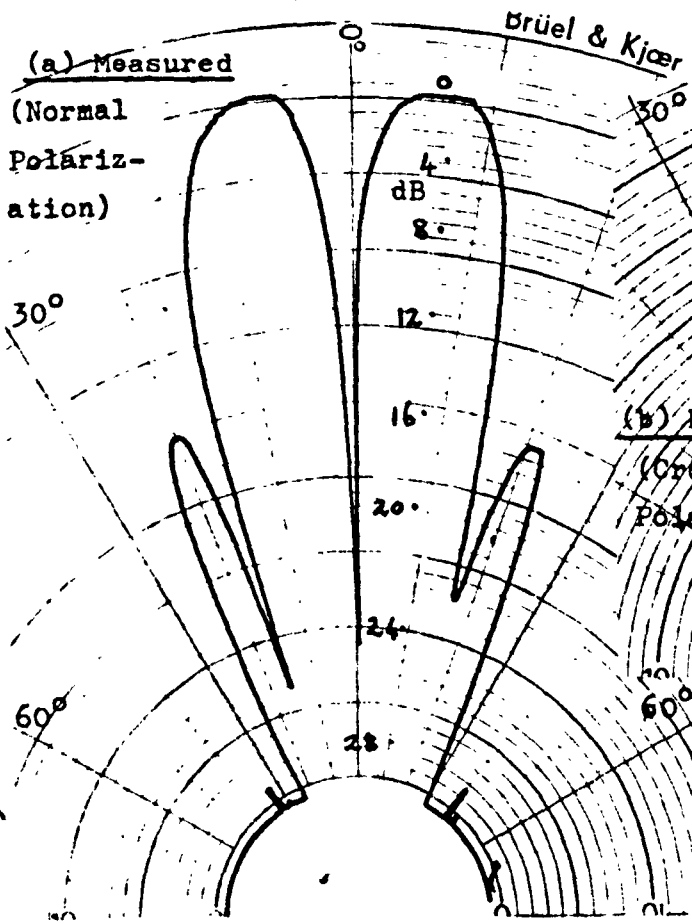 Brüel & Kjær
0°
(a) Measured
(Normal
Polariz-
ation)
0
30°
4
dB
8
30°
12
16
(b)
20
24
60°
60°
28